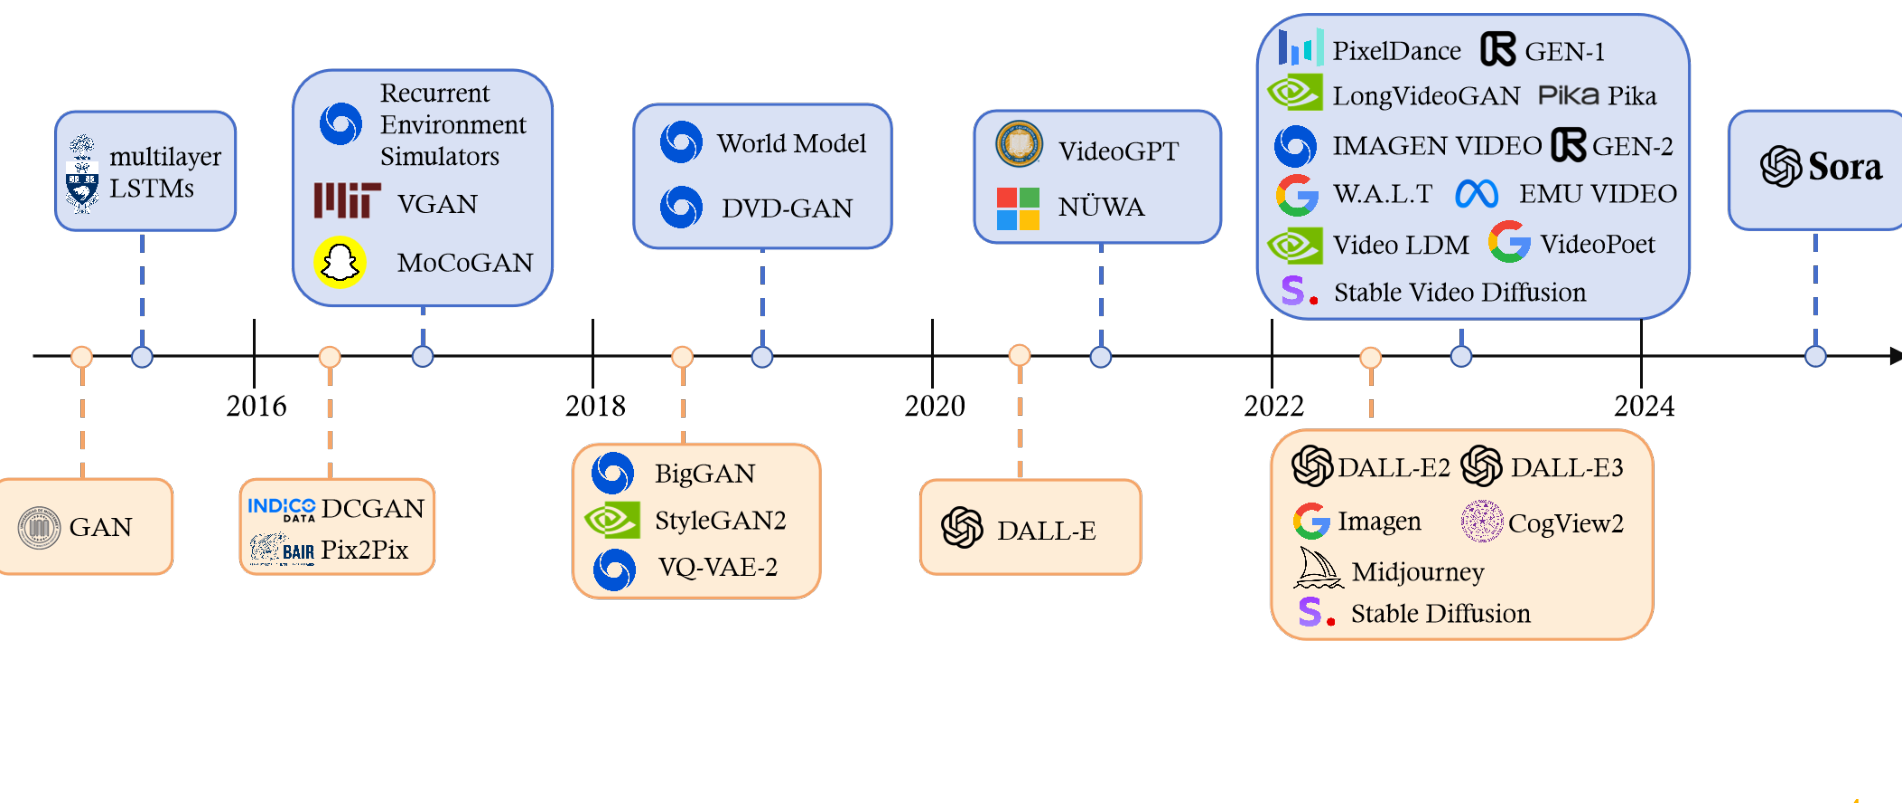 PixelDance GEN-1
LongVideoGAN Pika Pika
IMAGEN VIDEO GEN-2
W.A.L.T EMU VIDEO
Video LDM VideoPoet
Stable Video Diffusion
multilayer
LSTMs
Recurrent
Environment
Simulators
MIT VGAN
MoCoGAN
World Model
DVD-GAN
VideoGPT
NÜWA
Sora
2016
2018
2020
2022
2024
GAN
INDICO DATA DCGAN
BAIR Pix2Pix
BigGAN
StyleGAN2
VQ-VAE-2
DALL-E
DALL-E2 DALL-E3
Imagen CogView2
Midjourney
S. Stable Diffusion